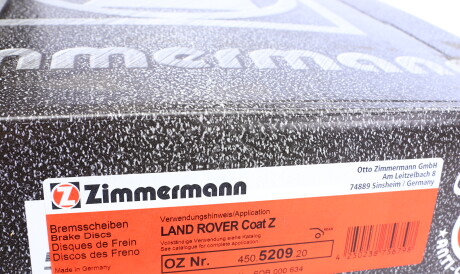 mmermann
Otto Zimmermann GmbH
Am Leitzelbach 8
74889 Sinsheim / Germany
Zimmermann
Bremsscheiben
Brake Discs
Disques de Frein
Discos des Freno
Made in Germany
Verwendungshinweis/Application
LAND ROVER Coat Z
Vollständige Verwendung siehe Katalog
See catalogue for complete application.
OZ Nr. 450.5209.20